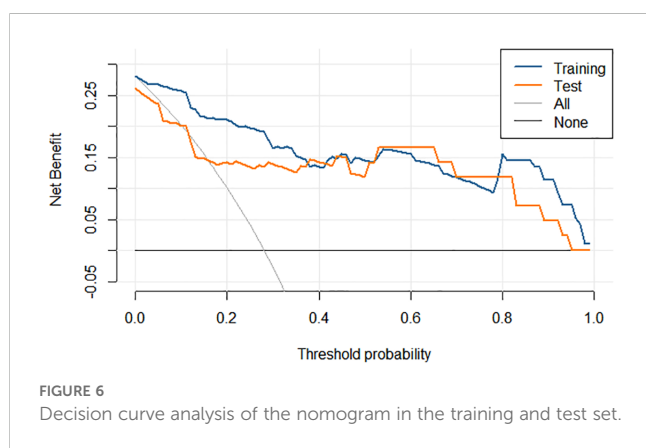 Net Benefit
0.25
0.15
0.05
-0.05
Training
Test
All
None
0.0
0.2
0.4
0.6
0.8
1.0
Threshold probability
FIGURE 6
Decision curve analysis of the nomogram in the training and test set.